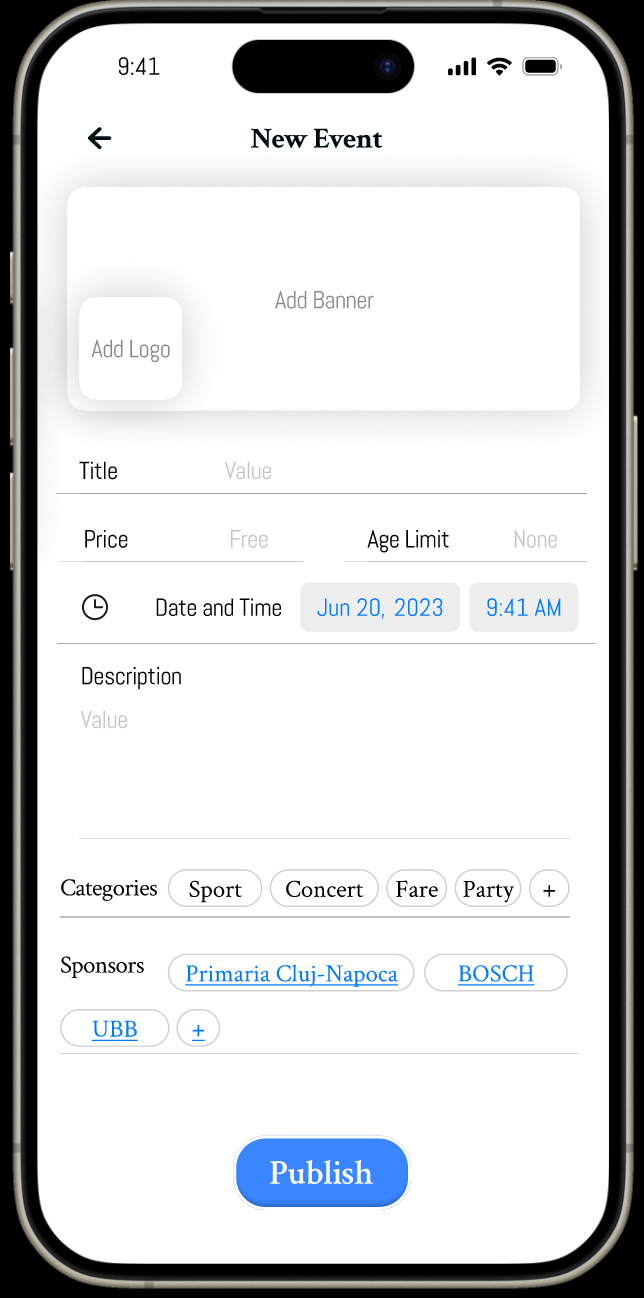 9:41
New Event
Add Banner
Add Logo
Title Value
Price Free Age Limit None
Date and Time Jun 20, 2023 9:41 AM
Description
Value
Categories Sport Concert Fare Party +
Sponsors Primaria Cluj-Napoca BOSCH
UBB +
Publish